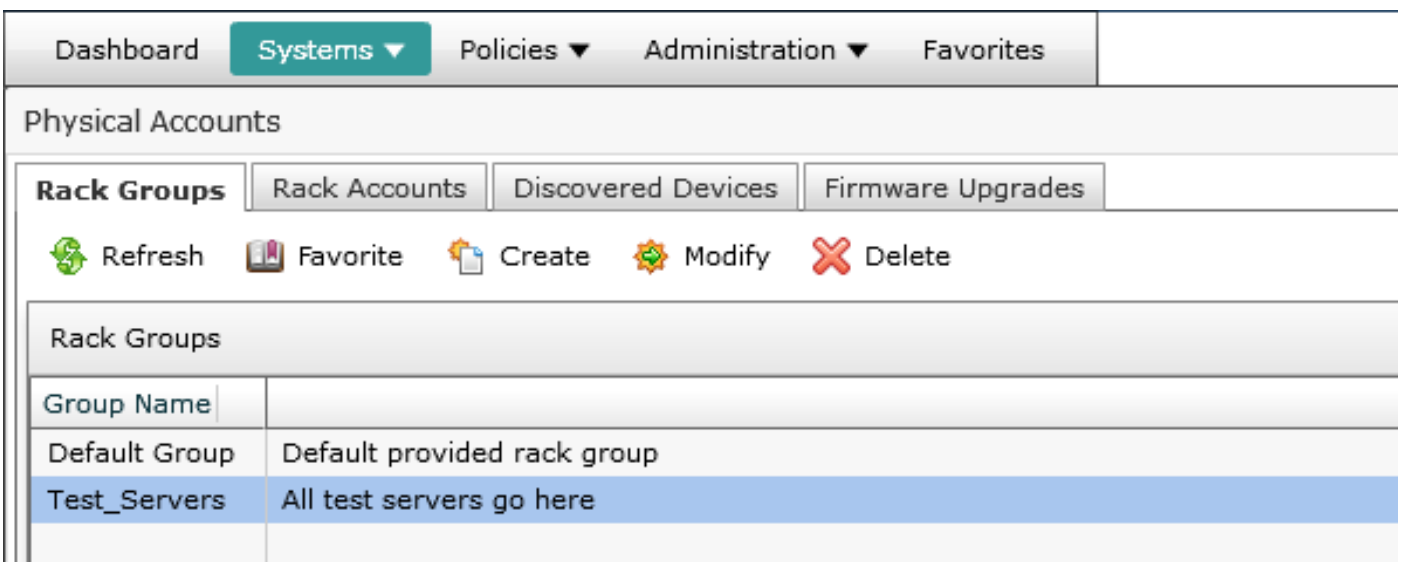 Dashboard Systems ▼ Policies ▼ Administration ▼ Favorites
Physical Accounts
Rack Groups Rack Accounts Discovered Devices Firmware Upgrades
Refresh Favorite Create Modify Delete
Rack Groups
Group Name
Default Group Default provided rack group
Test_Servers All test servers go here